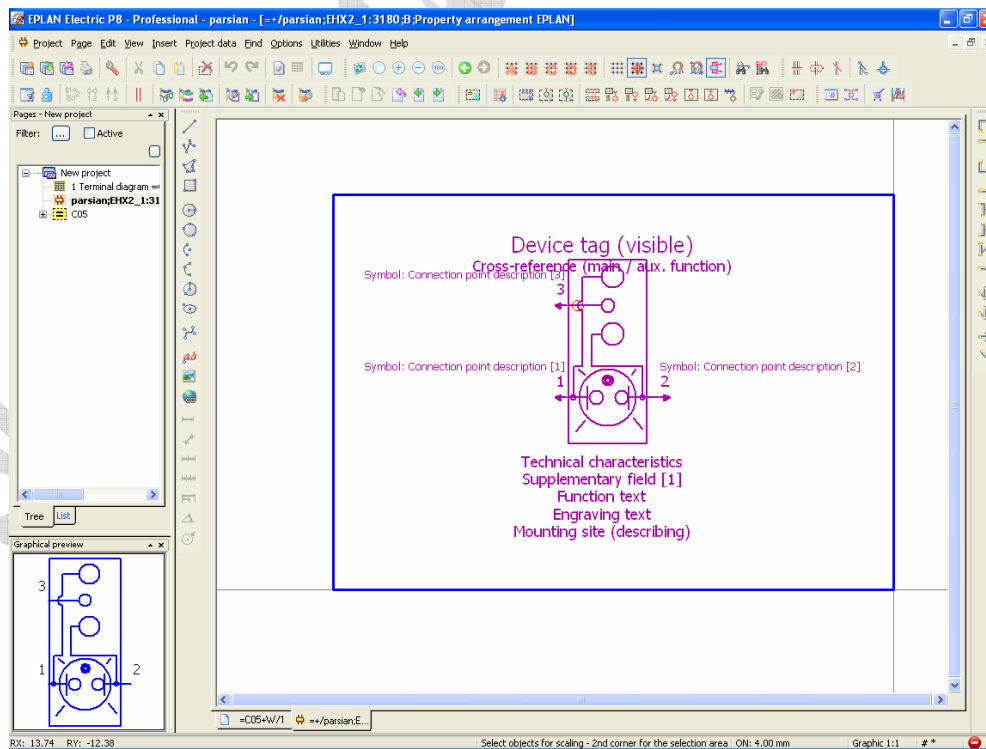 EPLAN Electric P8 - Professional - parsian - [=+/parsian;EHX2_1:3180;B;Property arrangement EPLAN]
Project Page Edit View Insert Project data Find Options Utilities Window Help
Pages - New project
Filter: ... Active
New project
1 Terminal diagram
parsian;EHX2_1:31
C05
Tree List
Graphical preview
3
1 2
Device tag (visible)
Cross-reference (main / aux. function)
Symbol: Connection point description [3]
3
Symbol: Connection point description [1] Symbol: Connection point description [2]
1 2
Technical characteristics
Supplementary field [1]
Function text
Engraving text
Mounting site (describing)
=C05+W/1 =+/parsian;E...
RX: 13.74 RY: -12.38 Select objects for scaling - 2nd corner for the selection area ON: 4.00 mm Graphic 1:1 # *